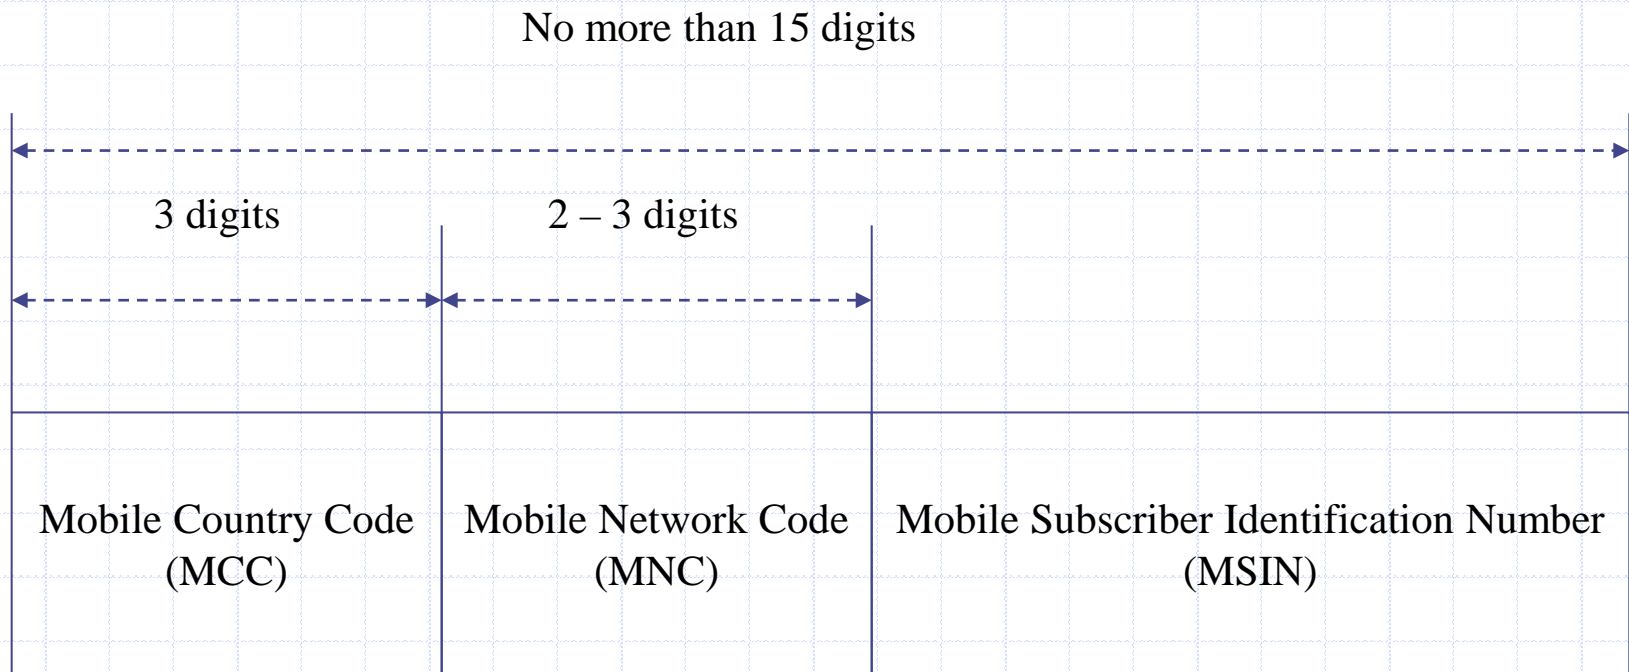 No more than 15 digits
3 digits
2 – 3 digits
Mobile Country Code
(MCC)
Mobile Network Code
(MNC)
Mobile Subscriber Identification Number
(MSIN)